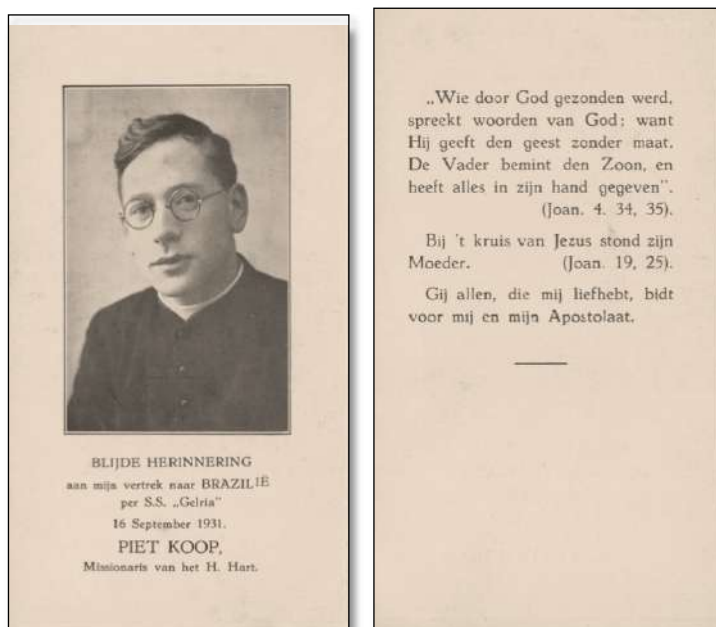 BLIJDE HERINNERING
aan mijn vertrek naar BRAZILIË
per S.S. „Gelria”
16 September 1931.
PIET KOOP,
Missionaris van het H. Hart.
„Wie door God gezonden werd,
spreekt woorden van God; want
Hij geeft den geest zonder maat.
De Vader bemint den Zoon, en
heeft alles in zijn hand gegeven”.
(Joan. 4. 34, 35).
Bij 't kruis van Jezus stond zijn
Moeder. (Joan. 19, 25).
Gij allen, die mij liefhebt, bidt
voor mij en mijn Apostolaat.